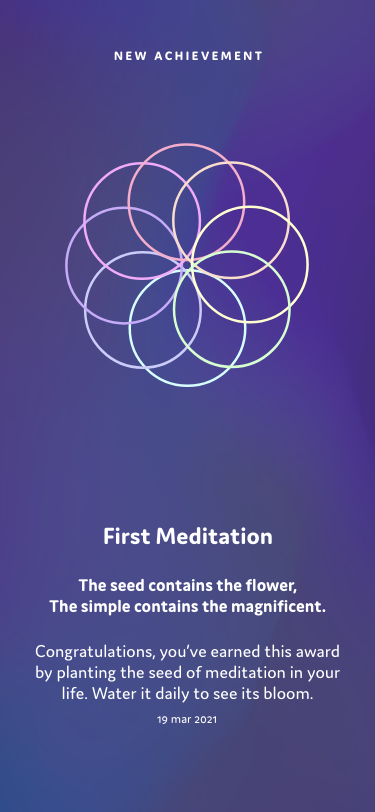 NEW ACHIEVEMENT
First Meditation
The seed contains the flower,
The simple contains the magnificent.
Congratulations, you’ve earned this award
by planting the seed of meditation in your
life. Water it daily to see its bloom.
19 mar 2021